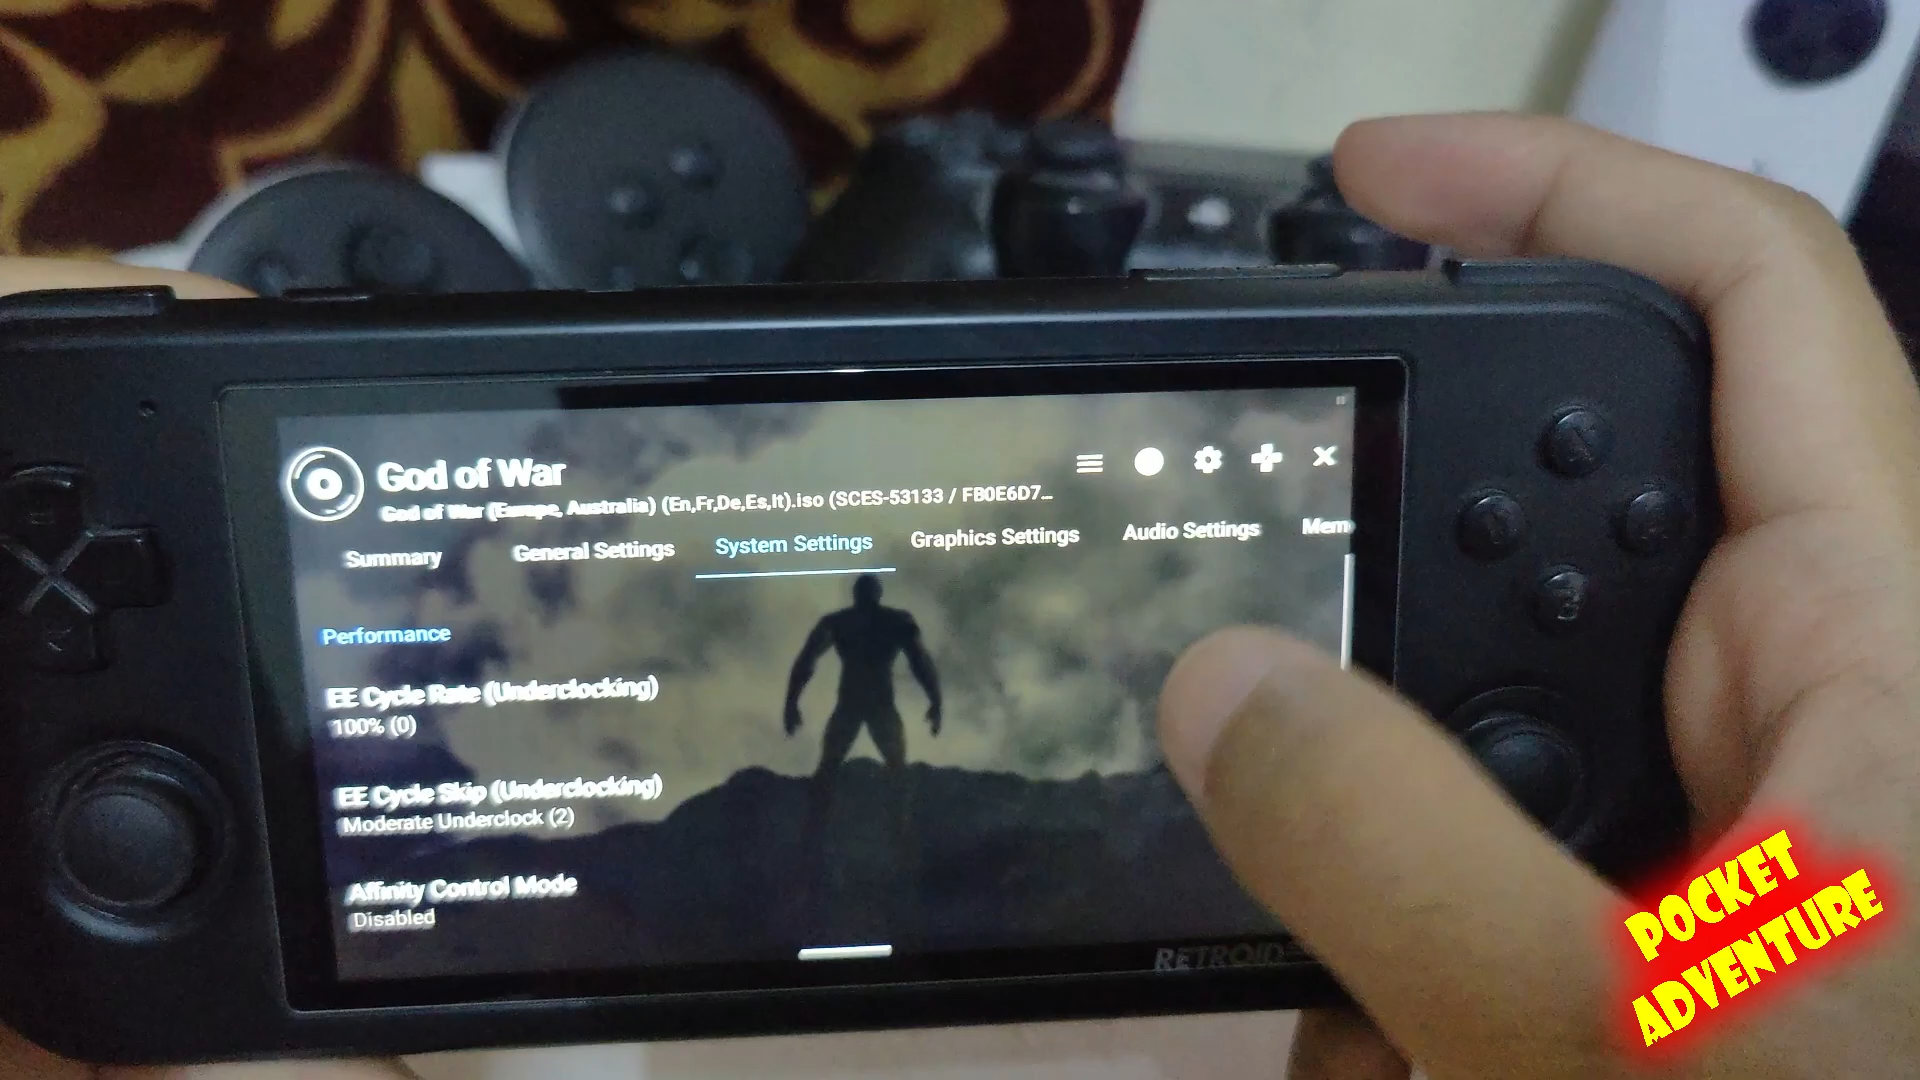 God of War
God of War (Europe, Australia) (En,Fr,De,Es,It).iso (SCES-53133 / FB0E6D7...
Summary General Settings System Settings Graphics Settings Audio Settings Mem
Performance
EE Cycle Rate (Underclocking)
100% (0)
EE Cycle Skip (Underclocking)
Moderate Underclock (2)
Affinity Control Mode
Disabled
RETROID
POCKET
ADVENTURE